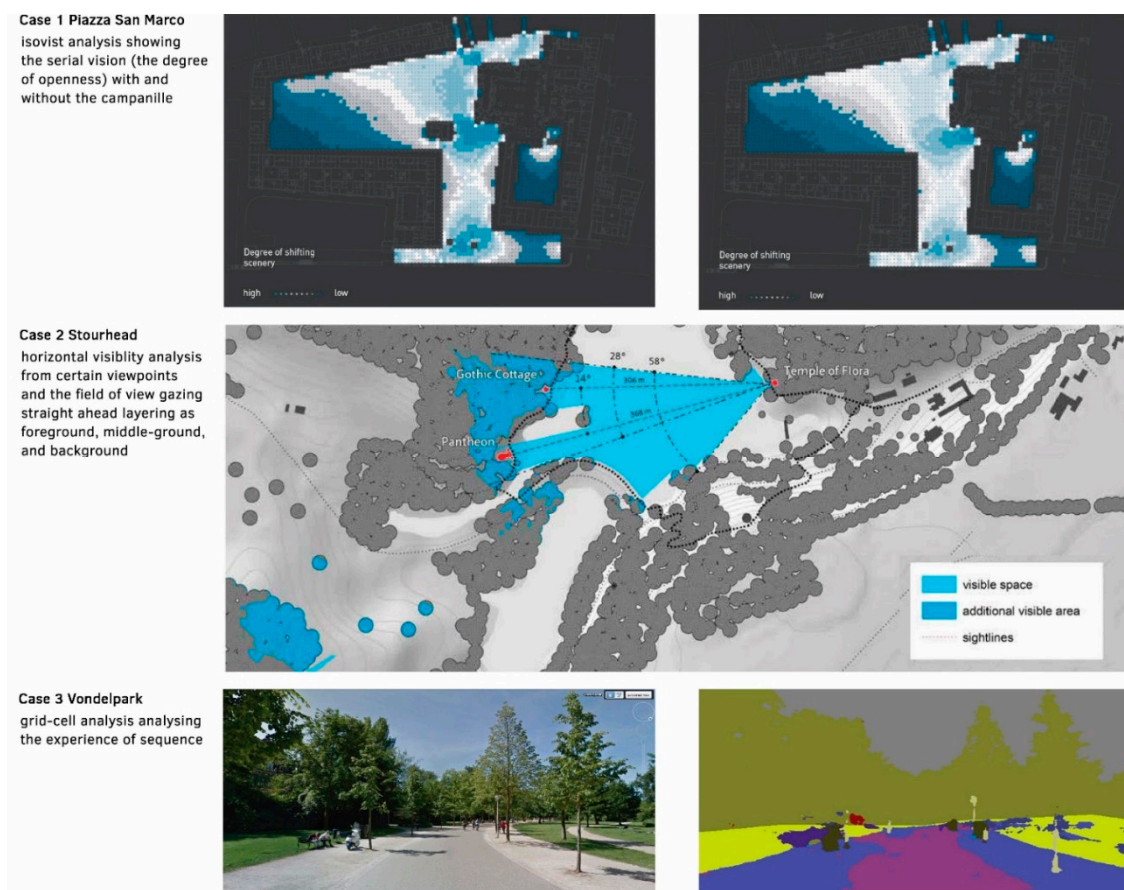 Case 1 Piazza San Marco
isovist analysis showing
the serial vision (the degree
of openness) with and
without the campanille
Degree of shifting
scenery
high
low
Degree of shifting
scenery
high
low
Case 2 Stourhead
horizontal visiblity analysis
from certain viewpoints
and the field of view gazing
straight ahead layering as
foreground, middle-ground,
and background
Gothic Cottage
14°
28°
58°
306 m
Temple of Flora
368 m
Pantheon
visible space
additional visible area
sightlines
Case 3 Vondelpark
grid-cell analysis analysing
the experience of sequence